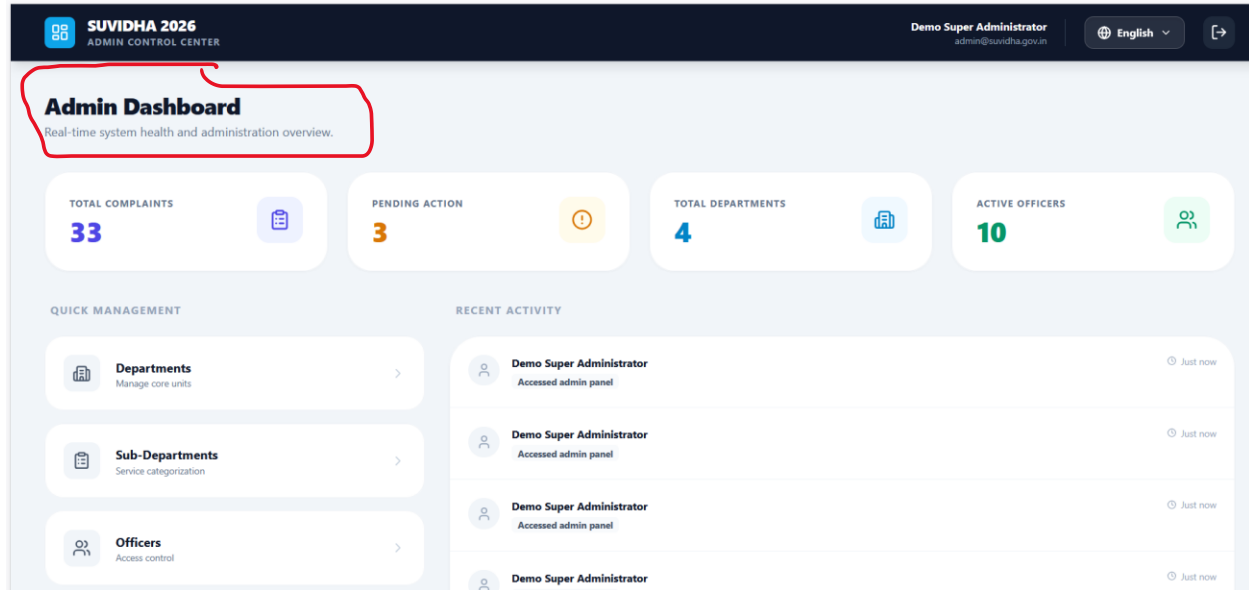 SUVIDHA 2026
ADMIN CONTROL CENTER
Demo Super Administrator
admin@suvidha.gov.in
English
Admin Dashboard
Real-time system health and administration overview.
TOTAL COMPLAINTS
33
PENDING ACTION
3
TOTAL DEPARTMENTS
4
ACTIVE OFFICERS
10
QUICK MANAGEMENT
Departments
Manage core units
Sub-Departments
Service categorization
Officers
Access control
RECENT ACTIVITY
Demo Super Administrator
Just now
Accessed admin panel
Demo Super Administrator
Just now
Accessed admin panel
Demo Super Administrator
Just now
Accessed admin panel
Demo Super Administrator
Just now